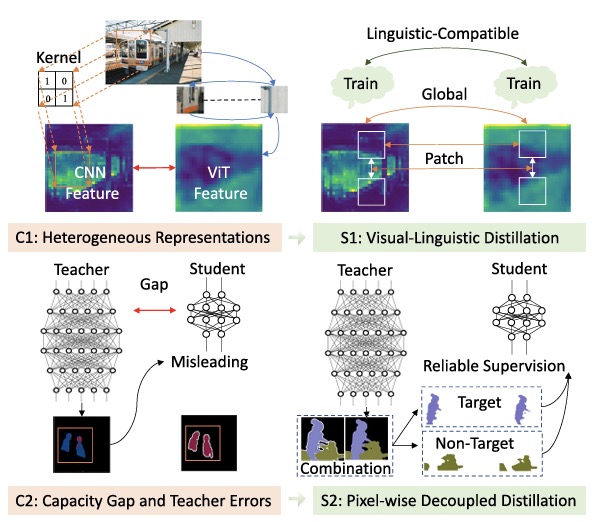 Kernel
1 0
0 1
CNN
Feature
ViT
Feature
C1: Heterogeneous Representations
Linguistic-Compatible
Train
Train
Global
Patch
S1: Visual-Linguistic Distillation
Teacher
Student
Gap
Misleading
C2: Capacity Gap and Teacher Errors
Teacher
Student
Reliable Supervision
Target
Non-Target
Combination
S2: Pixel-wise Decoupled Distillation